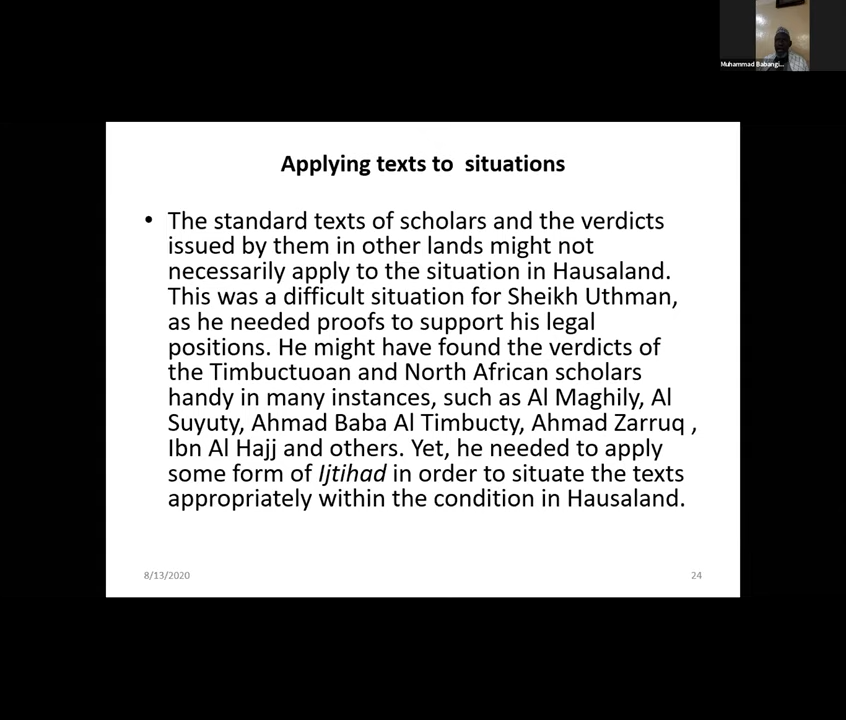 Muhammad Babangi...
Applying texts to  situations
• The standard texts of scholars and the verdicts
issued by them in other lands might not
necessarily apply to the situation in Hausaland.
This was a difficult situation for Sheikh Uthman,
as he needed proofs to support his legal
positions. He might have found the verdicts of
the Timbuctuoan and North African scholars
handy in many instances, such as Al Maghily, Al
Suyuty, Ahmad Baba Al Timbucty, Ahmad Zarruq ,
Ibn Al Hajj and others. Yet, he needed to apply
some form of Ijtihad in order to situate the texts
appropriately within the condition in Hausaland.
8/13/2020
24